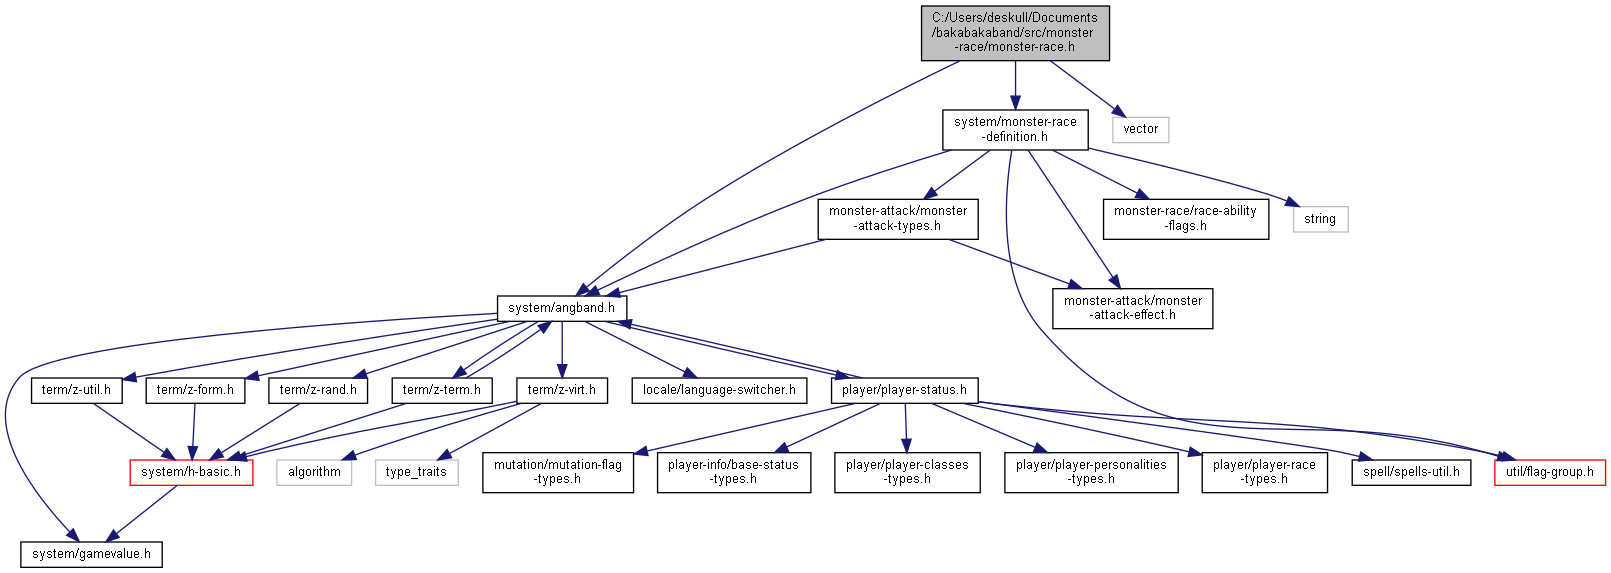 C:/Users/deskull/Documents
/bakabakaband/src/monster
-race/monster-race.h
system/monster-race
-definition.h
vector
monster-attack/monster
-attack-types.h
monster-race/race-ability
-flags.h
string
monster-attack/monster
-attack-effect.h
system/angband.h
term/z-util.h
term/z-form.h
term/z-rand.h
term/z-term.h
term/z-virt.h
locale/language-switcher.h
player/player-status.h
system/h-basic.h
algorithm
type_traits
mutation/mutation-flag
-types.h
player-info/base-status
-types.h
player/player-classes
-types.h
player/player-personalities
-types.h
player/player-race
-types.h
spell/spells-util.h
util/flag-group.h
system/gamevalue.h